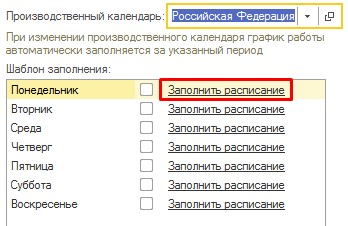 Производственный календарь: Российская Федерация
При изменении производственного календаря график работы
автоматически заполняется за указанный период
Шаблон заполнения:
Понедельник Заполнить расписание
Вторник Заполнить расписание
Среда Заполнить расписание
Четверг Заполнить расписание
Пятница Заполнить расписание
Суббота Заполнить расписание
Воскресенье Заполнить расписание